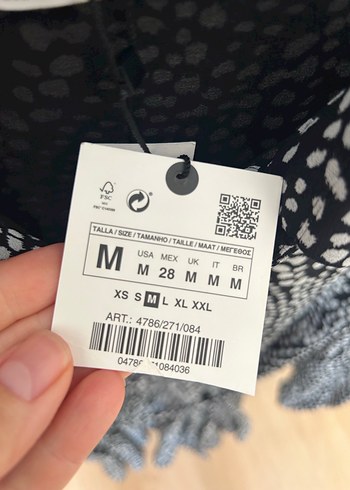 FSC
TALLA / SIZE / TAMANHO / TAILLE / MAAT / ΜΕΓΕΘΟΣ
M
USA MEX UK IT BR
M 28 M M M
XS S M L XL XXL
ART.: 4786/271/084